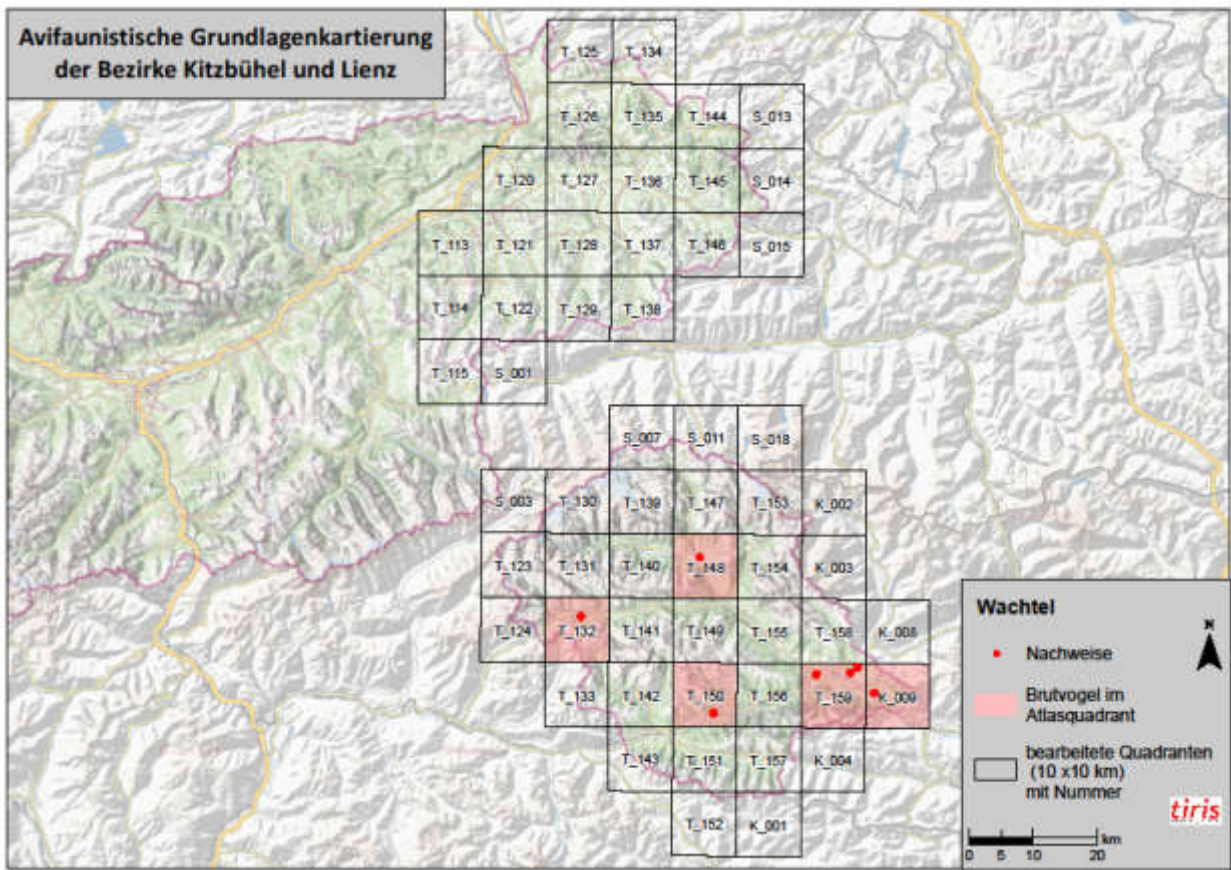 Avifaunistische Grundlagenkartierung
der Bezirke Kitzbühel und Lienz
T_125 T_134
T_126 T_135 T_144 S_013
T_120 T_127 T_136 T_145 S_014
T_113 T_121 T_128 T_137 T_146 S_015
T_114 T_122 T_129 T_138
T_115 S_001
S_007 S_011 S_018
S_003 T_130 T_139 T_147 T_153 K_002
T_123 T_131 T_140 T_148 T_154 K_003
T_124 T_132 T_141 T_149 T_155 T_158 K_008
T_133 T_142 T_150 T_156 T_159 K_009
T_143 T_151 T_157 K_004
T_152 K_001
Wachtel
N
Nachweise
Brutvogel im
Atlasquadrant
bearbeitete Quadranten
(10 x10 km)
mit Nummer
tiris
km
0 5 10 20